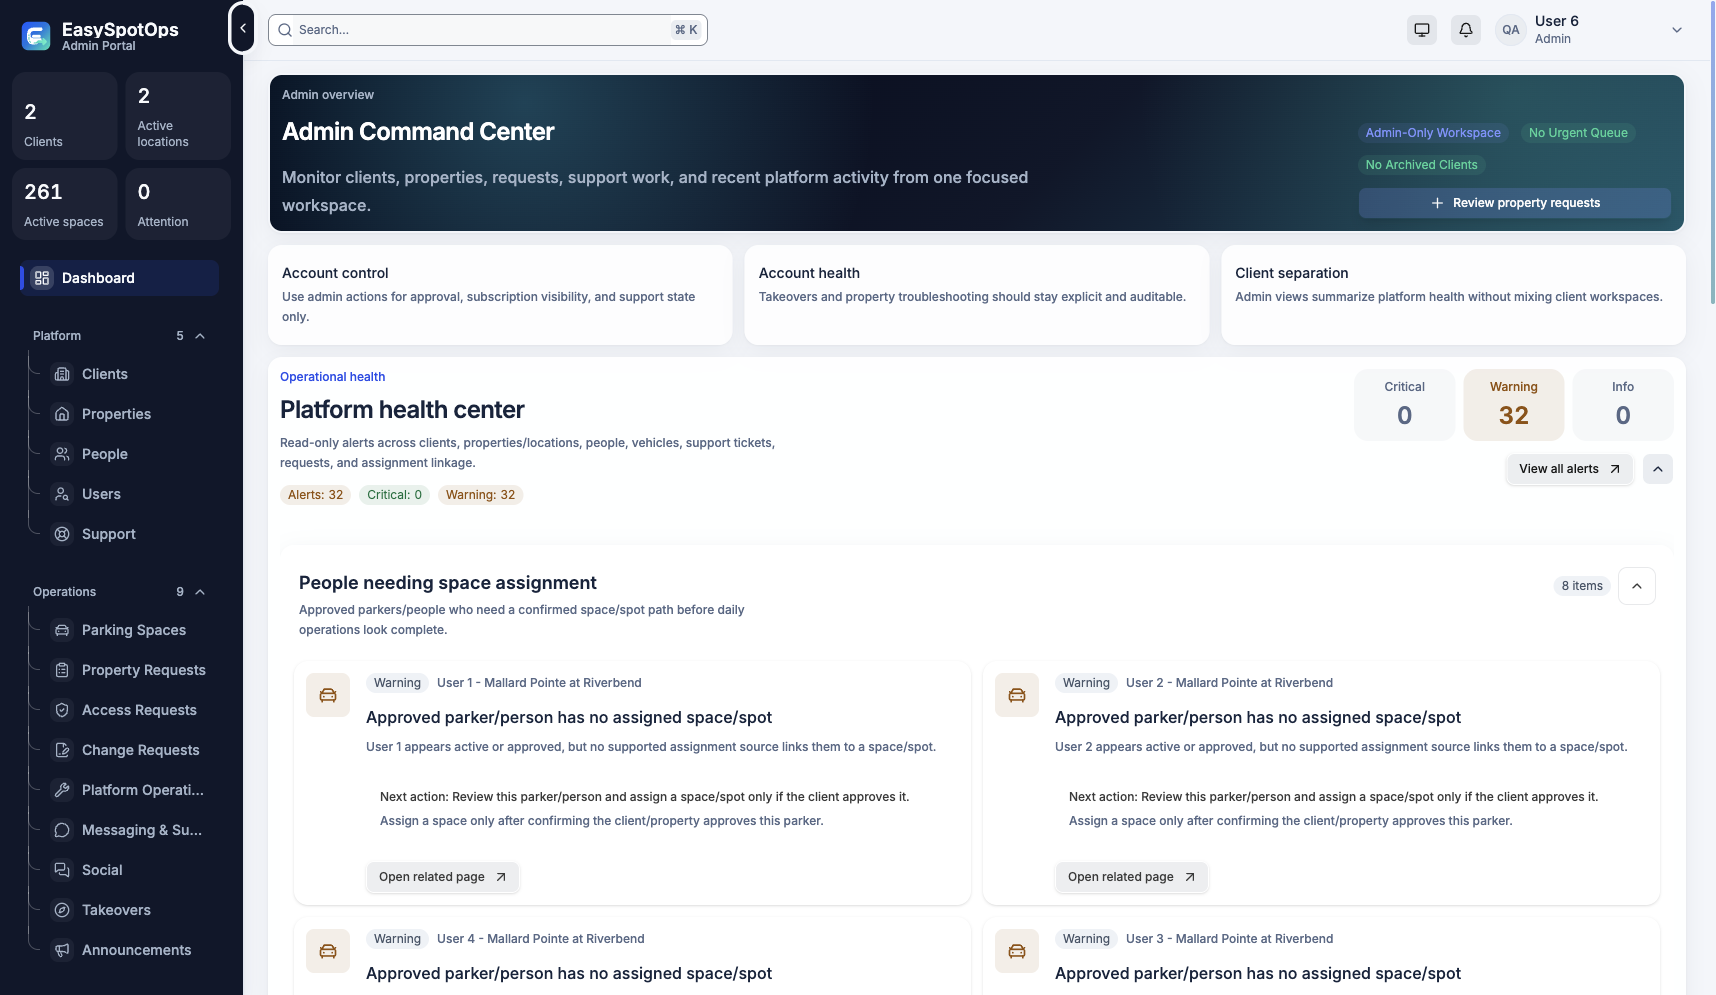 EasySpotOps
Admin Portal
2
Clients
2
Active
locations
261
Active spaces
0
Attention
Dashboard
Platform 5
Clients
Properties
People
Users
Support
Operations 9
Parking Spaces
Property Requests
Access Requests
Change Requests
Platform Operati...
Messaging & Su...
Social
Takeovers
Announcements
Search...
⌘ K
QA
User 6
Admin
Admin overview
Admin Command Center
Monitor clients, properties, requests, support work, and recent platform activity from one focused
workspace.
Admin-Only Workspace
No Urgent Queue
No Archived Clients
Review property requests
Account control
Use admin actions for approval, subscription visibility, and support state
only.
Account health
Takeovers and property troubleshooting should stay explicit and auditable.
Client separation
Admin views summarize platform health without mixing client workspaces.
Operational health
Platform health center
Read-only alerts across clients, properties/locations, people, vehicles, support tickets,
requests, and assignment linkage.
Alerts: 32
Critical: 0
Warning: 32
Critical
0
Warning
32
Info
0
View all alerts
People needing space assignment
Approved parkers/people who need a confirmed space/spot path before daily
operations look complete.
8 items
Warning User 1 - Mallard Pointe at Riverbend
Approved parker/person has no assigned space/spot
User 1 appears active or approved, but no supported assignment source links them to a space/spot.
Next action: Review this parker/person and assign a space/spot only if the client approves it.
Assign a space only after confirming the client/property approves this parker.
Open related page
Warning User 2 - Mallard Pointe at Riverbend
Approved parker/person has no assigned space/spot
User 2 appears active or approved, but no supported assignment source links them to a space/spot.
Next action: Review this parker/person and assign a space/spot only if the client approves it.
Assign a space only after confirming the client/property approves this parker.
Open related page
Warning User 4 - Mallard Pointe at Riverbend
Approved parker/person has no assigned space/spot
Warning User 3 - Mallard Pointe at Riverbend
Approved parker/person has no assigned space/spot